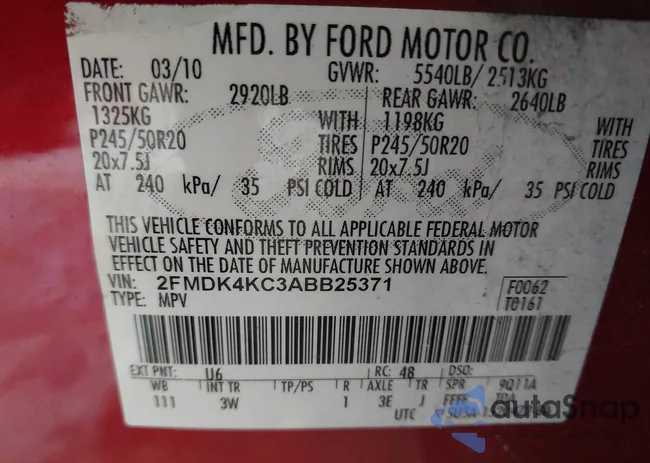 MFD. BY FORD MOTOR CO.
DATE: 03/10 GVWR: 5540LB/ 2513KG
FRONT GAWR: 2920LB REAR GAWR: 2640LB
1325KG WITH 1198KG WITH
P245/50R20 TIRES P245/50R20 TIRES
20x7.5J RIMS 20x7.5J RIMS
AT 240 kPa/ 35 PSI COLD AT 240 kPa/ 35 PSI COLD
THIS VEHICLE CONFORMS TO ALL APPLICABLE FEDERAL MOTOR
VEHICLE SAFETY AND THEFT PREVENTION STANDARDS IN
EFFECT ON THE DATE OF MANUFACTURE SHOWN ABOVE.
VIN: 2FMDK4KC3ABB25371 F0062
TYPE: MPV T0161
EXT PNT: U6 RC: 48 DSO:
WB INT TR TP/PS R AXLE TR SPR 9Q11A
111 3W 1 3E J FFFF
UTC
autoSnap